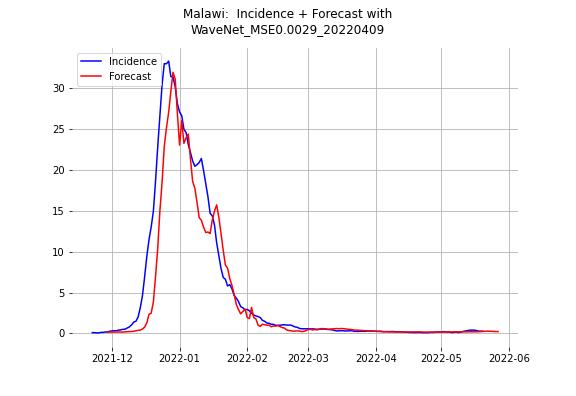 Malawi:  Incidence + Forecast with
WaveNet_MSE0.0029_20220409
Incidence
Forecast
30
25
20
15
10
5
0
2021-12 2022-01 2022-02 2022-03 2022-04 2022-05 2022-06